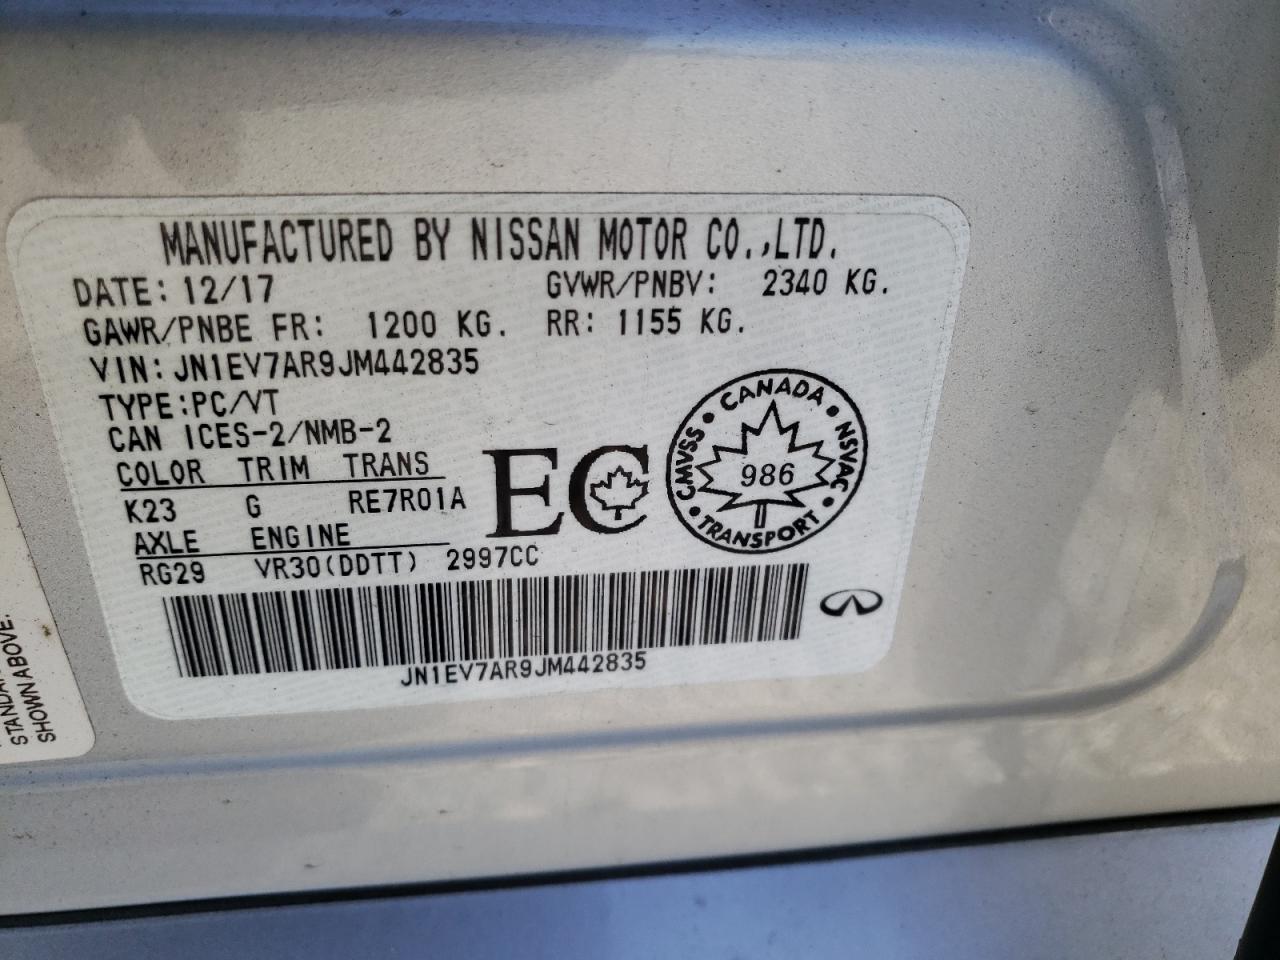 MANUFACTURED BY NISSAN MOTOR CO.,LTD.
DATE: 12/17 GVWR/PNBV: 2340 KG.
GAWR/PNBE FR: 1200 KG. RR: 1155 KG.
VIN: JN1EV7AR9JM442835
TYPE:PC/VT
CAN ICES-2/NMB-2
COLOR TRIM TRANS
K23 G RE7R01A
AXLE ENGINE
RG29 VR30(DDTT) 2997CC
EC
CANADA
CMVSS
NSVAC
986
TRANSPORT
JN1EV7AR9JM442835
SHOWN ABOVE.